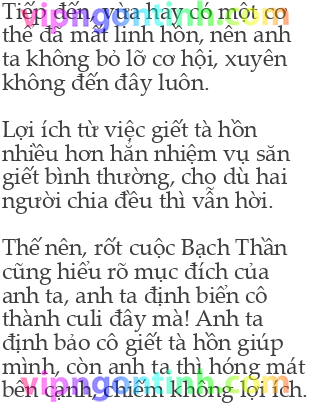 Tiếp đến, vừa hay có một cơ
thể đã mất linh hồn, nên anh
ta không bỏ lỡ cơ hội, xuyên
không đến đây luôn.
Lợi ích từ việc giết tà hồn
nhiều hơn hẳn nhiệm vụ săn
giết bình thường, cho dù hai
người chia đều thì vẫn hời.
Thế nên, rốt cuộc Bạch Thần
cũng hiểu rõ mục đích của
anh ta, anh ta định biến cô
thành culi đây mà! Anh ta
định bảo cô giết tà hồn giúp
mình, còn anh ta thì hóng mát
bên cạnh, chiếm không lợi ích.
vipngontinh.com
vipngontinh.com